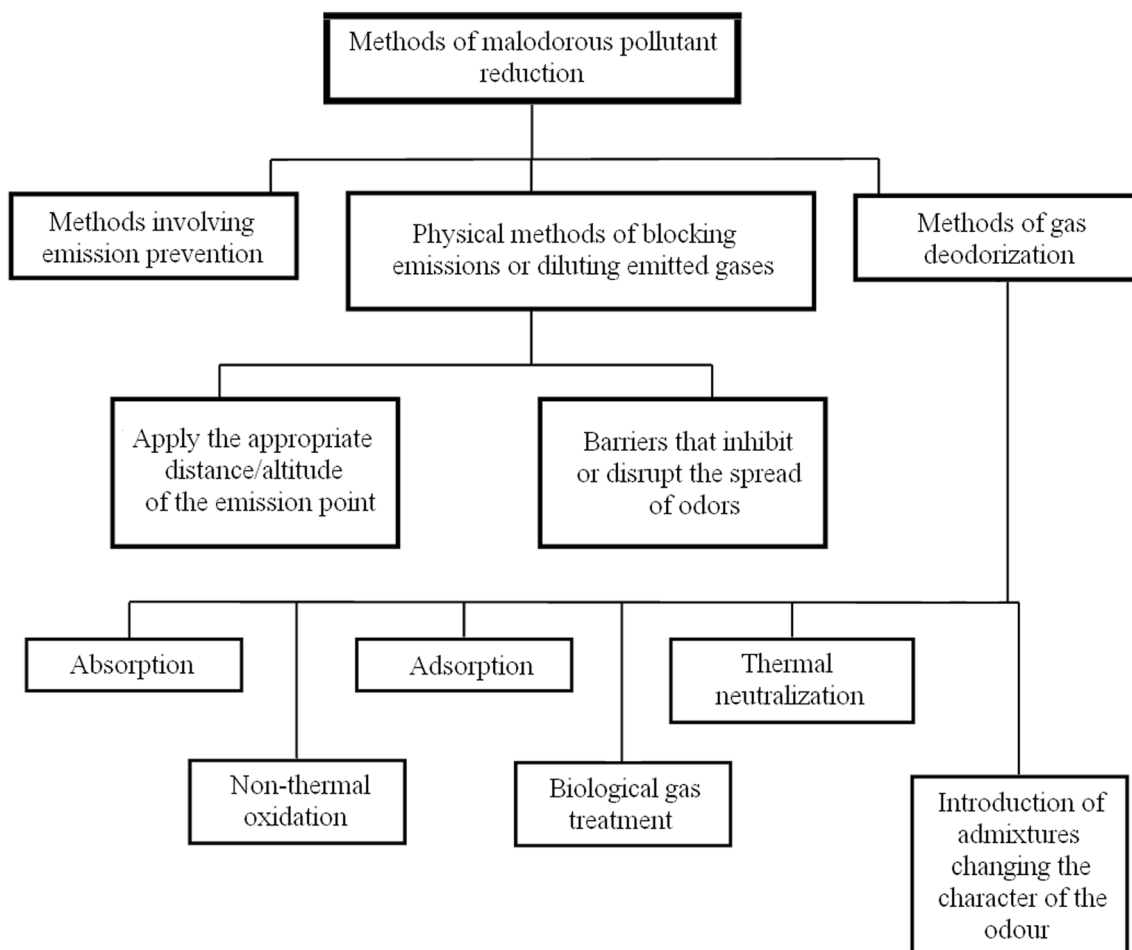 Methods of malodorous pollutant
reduction
Methods involving
emission prevention
Physical methods of blocking
emissions or diluting emitted gases
Methods of gas
deodorization
Apply the appropriate
distance/altitude
of the emission point
Barriers that inhibit
or disrupt the spread
of odors
Absorption
Adsorption
Thermal
neutralization
Non-thermal
oxidation
Biological gas
treatment
Introduction of
admixtures
changing the
character of the
odour